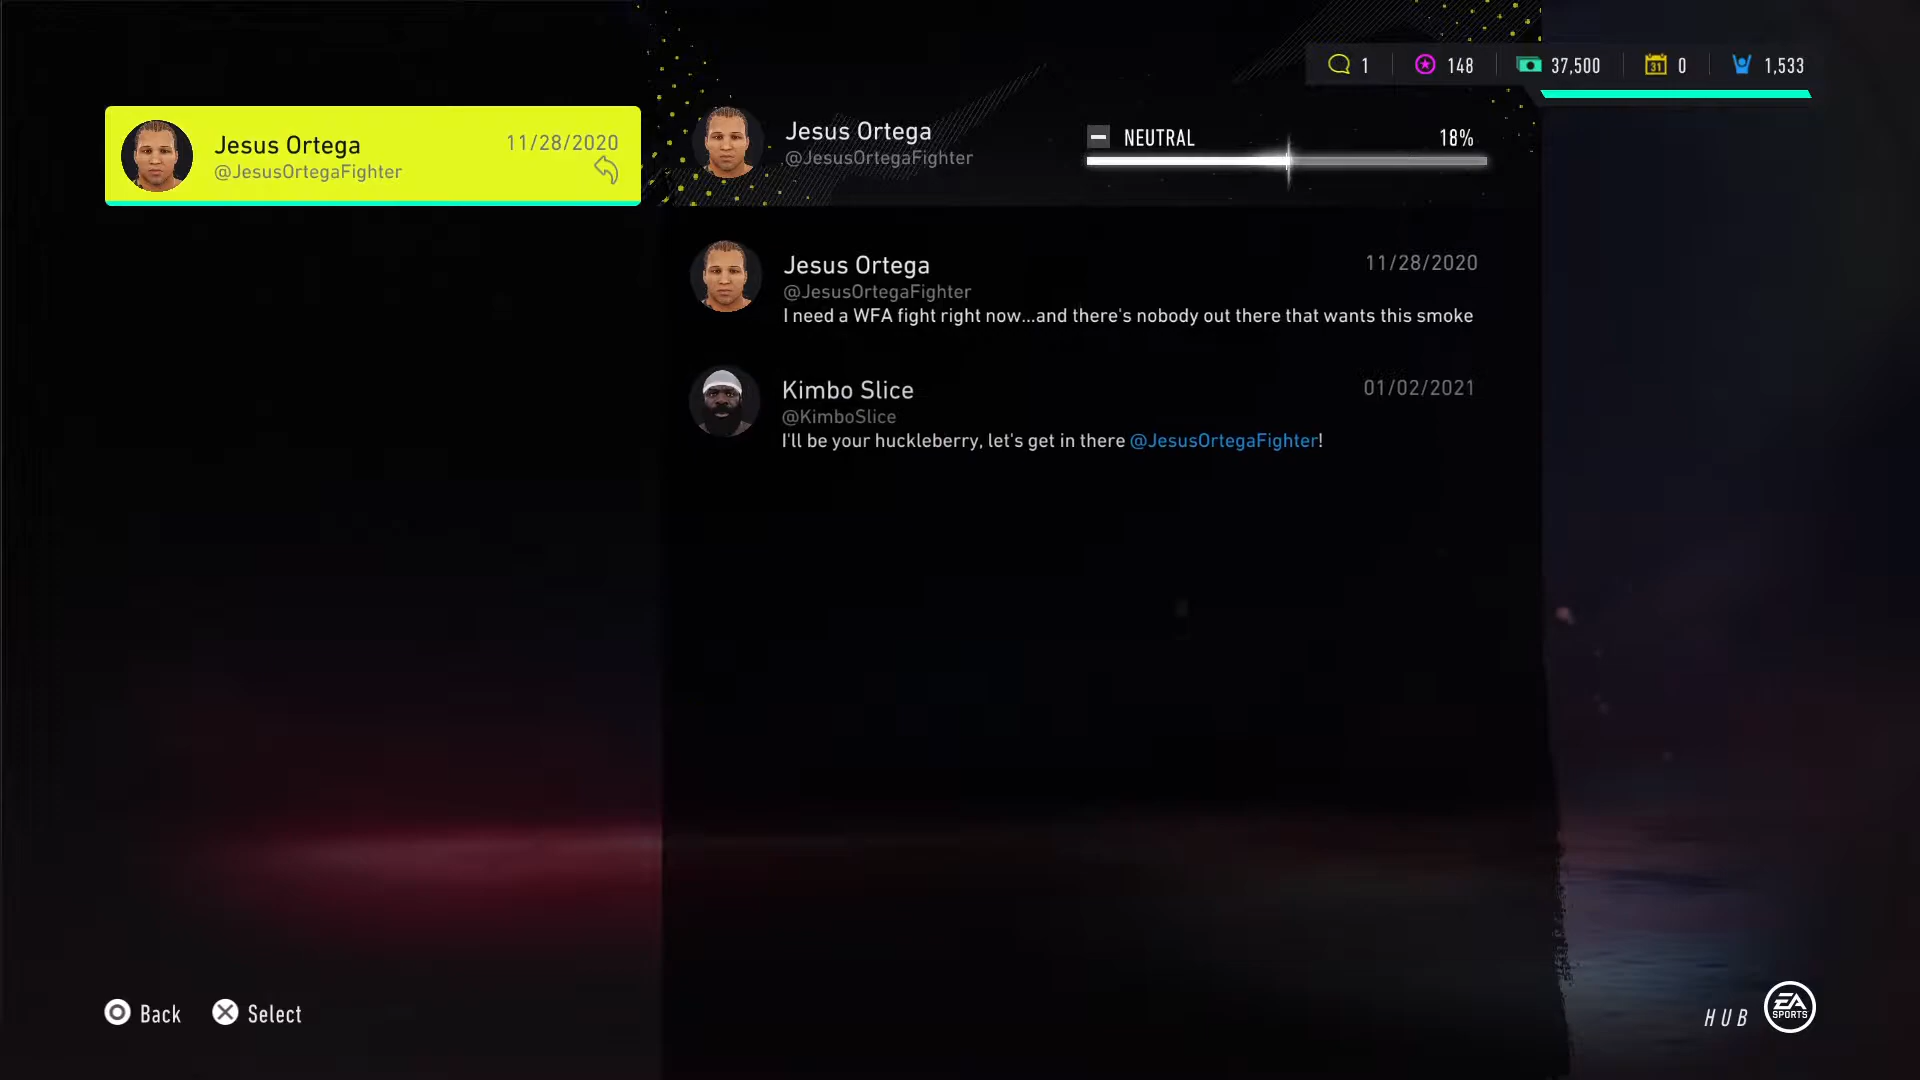 1
148
37,500
31
0
1,533
Jesus Ortega
11/28/2020
@JesusOrtegaFighter
Jesus Ortega
@JesusOrtegaFighter
NEUTRAL
18%
Jesus Ortega
11/28/2020
@JesusOrtegaFighter
I need a WFA fight right now...and there's nobody out there that wants this smoke
Kimbo Slice
01/02/2021
@KimboSlice
I'll be your huckleberry, let's get in there @JesusOrtegaFighter!
Back
Select
HUB
EA
SPORTS